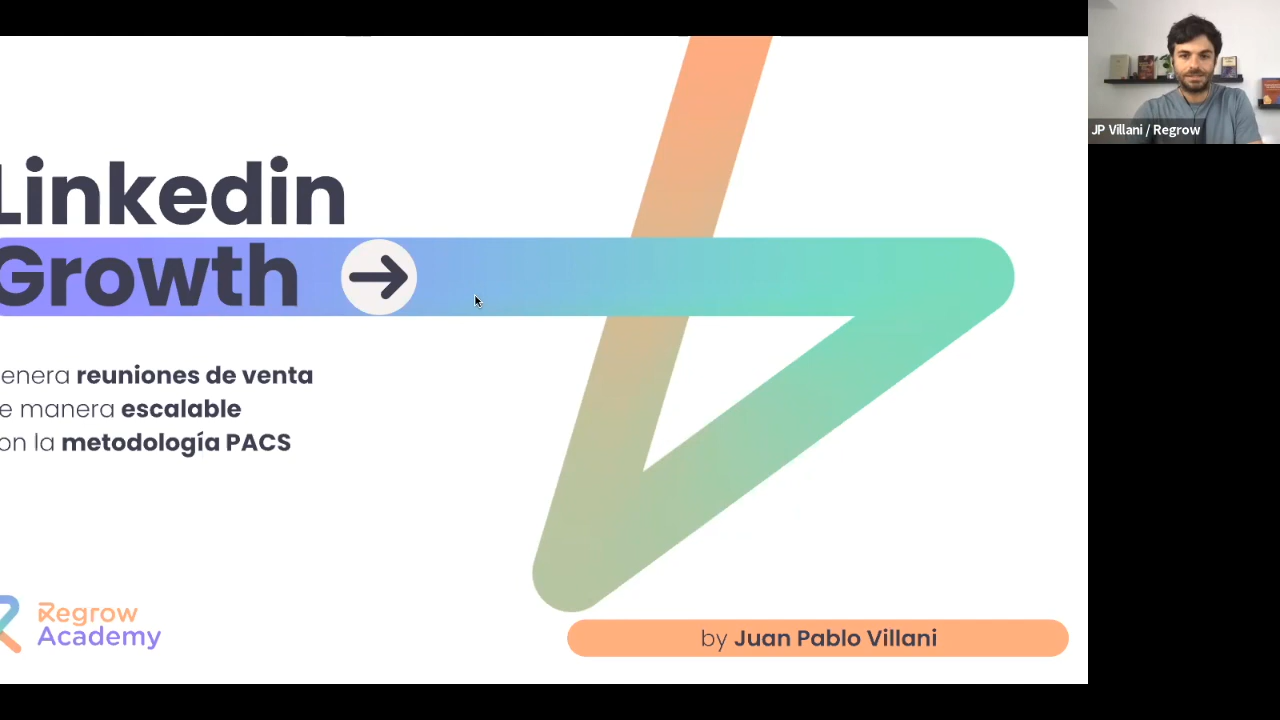 Linkedin
Growth
enera reuniones de venta
e manera escalable
on la metodología PACS
Regrow
Academy
by Juan Pablo Villani
JP Villani / Regrow